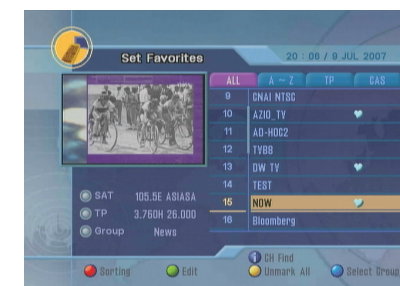 Set Favorites
20 : 06 / 9 JUL 2007
ALL A ~ Z TP CAS
9 CNAI NTSC
10 AZIO_TV
11 AD-HOC2
12 TVBB
13 DW TV
14 TEST
15 NOW
16 Bloomberg
SAT 105.5E ASIASA
TP 3.760H 26.000
Group News
CH Find
Sorting Edit Unmark All Select Group